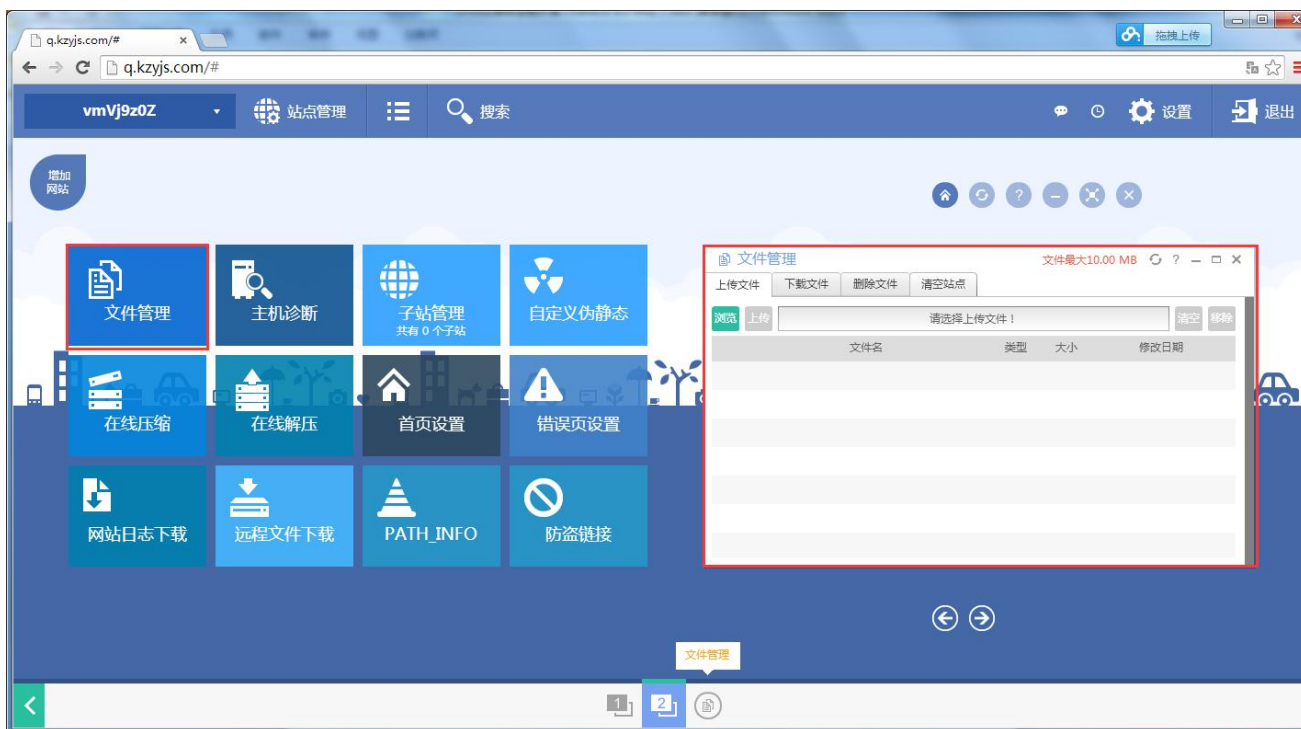 q.kzyjs.com/#
拖拽上传
q.kzyjs.com/#
vmVj9z0Z
站点管理
搜索
设置
退出
增加
网站
文件管理
主机诊断
子站管理
共有 0 个子站
自定义伪静态
在线压缩
在线解压
首页设置
错误页设置
网站日志下载
远程文件下载
PATH_INFO
防盗链接
文件管理
文件最大10.00 MB
上传文件
下载文件
删除文件
清空站点
浏览
上传
请选择上传文件！
清空
移除
文件名
类型
大小
修改日期
文件管理
1
2